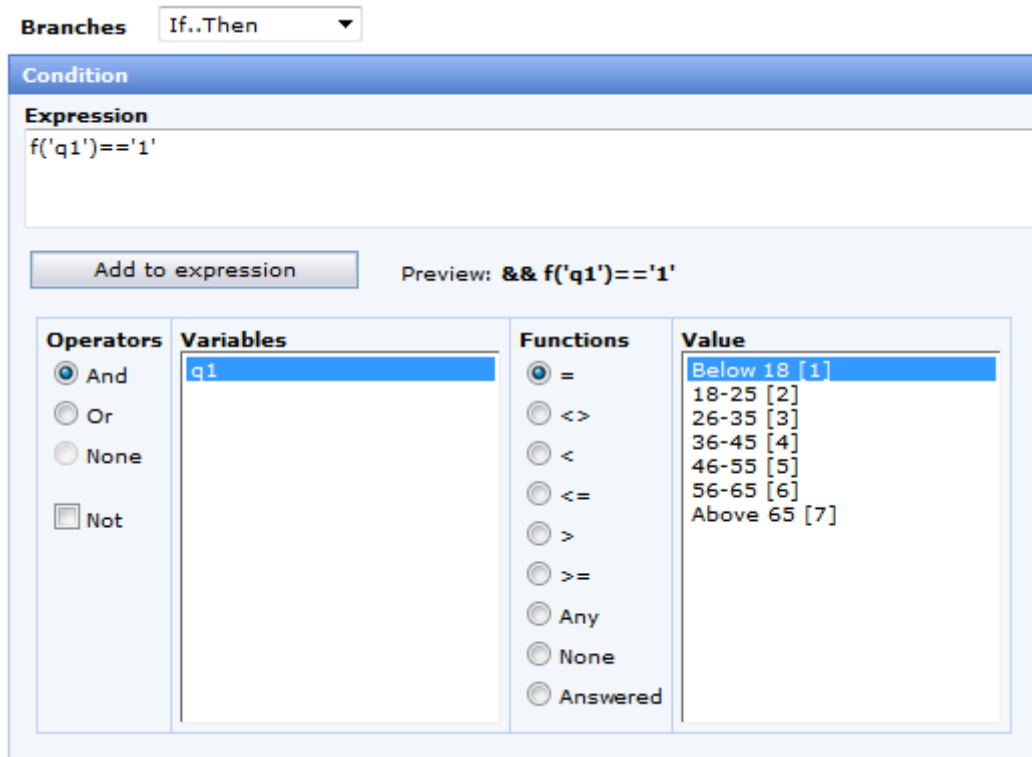 Branches If..Then
Condition
Expression
f('q1')=='1'
Add to expression Preview: && f('q1')=='1'
Operators Variables Functions Value
And q1 = Below 18 [1]
18-25 [2]
Or <> 26-35 [3]
36-45 [4]
None < 46-55 [5]
<= 56-65 [6]
Not Above 65 [7]
>
>=
Any
None
Answered